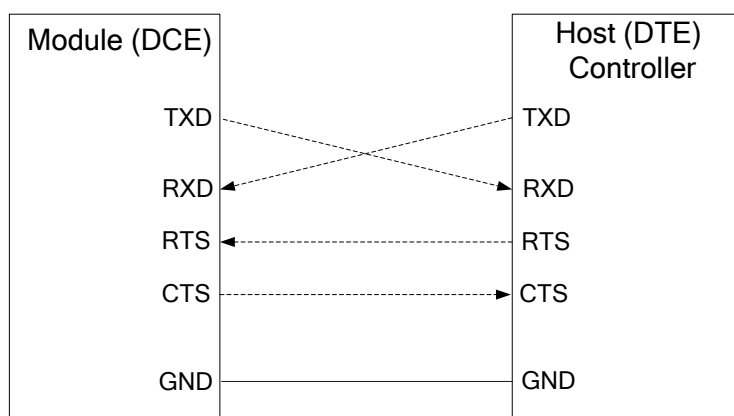 Module (DCE)
TXD
RXD
RTS
CTS
GND
Host (DTE)
Controller
TXD
RXD
RTS
CTS
GND